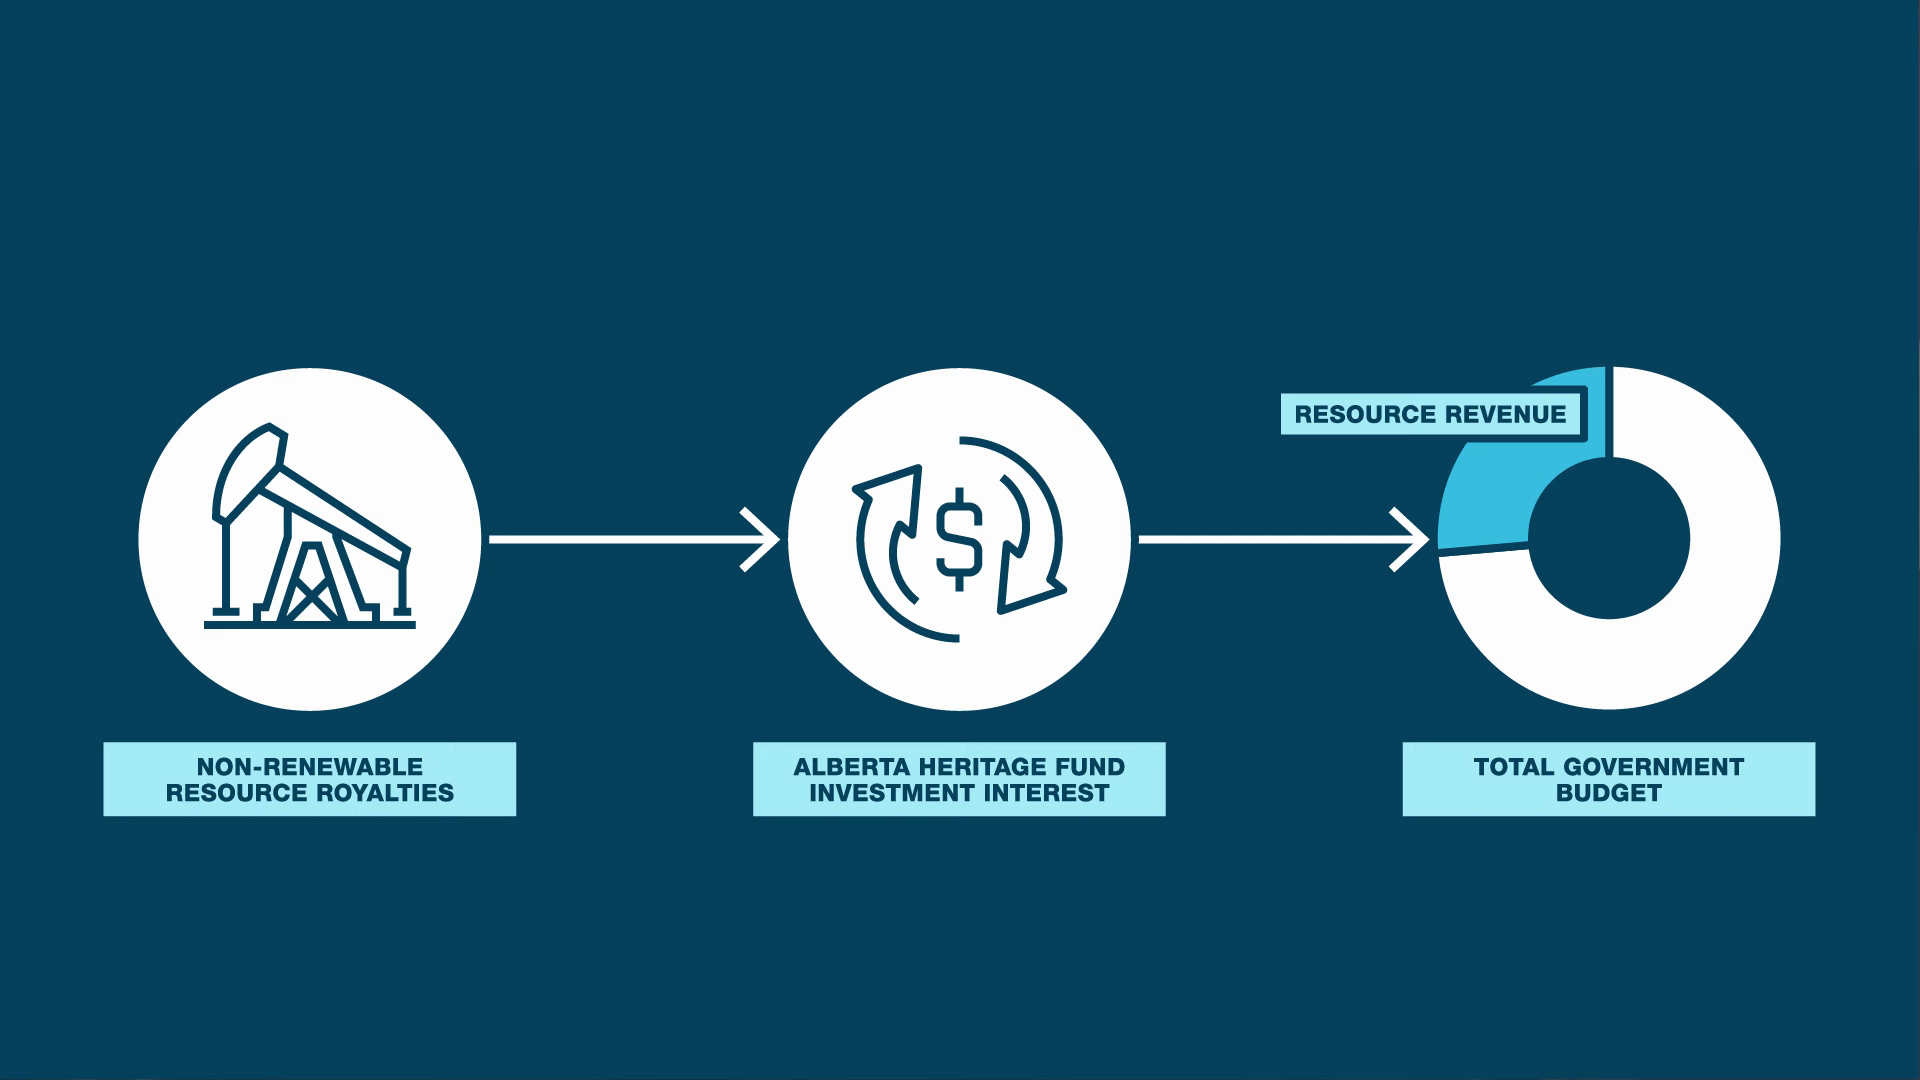 RESOURCE REVENUE
NON-RENEWABLE
RESOURCE ROYALTIES
ALBERTA HERITAGE FUND
INVESTMENT INTEREST
TOTAL GOVERNMENT
BUDGET